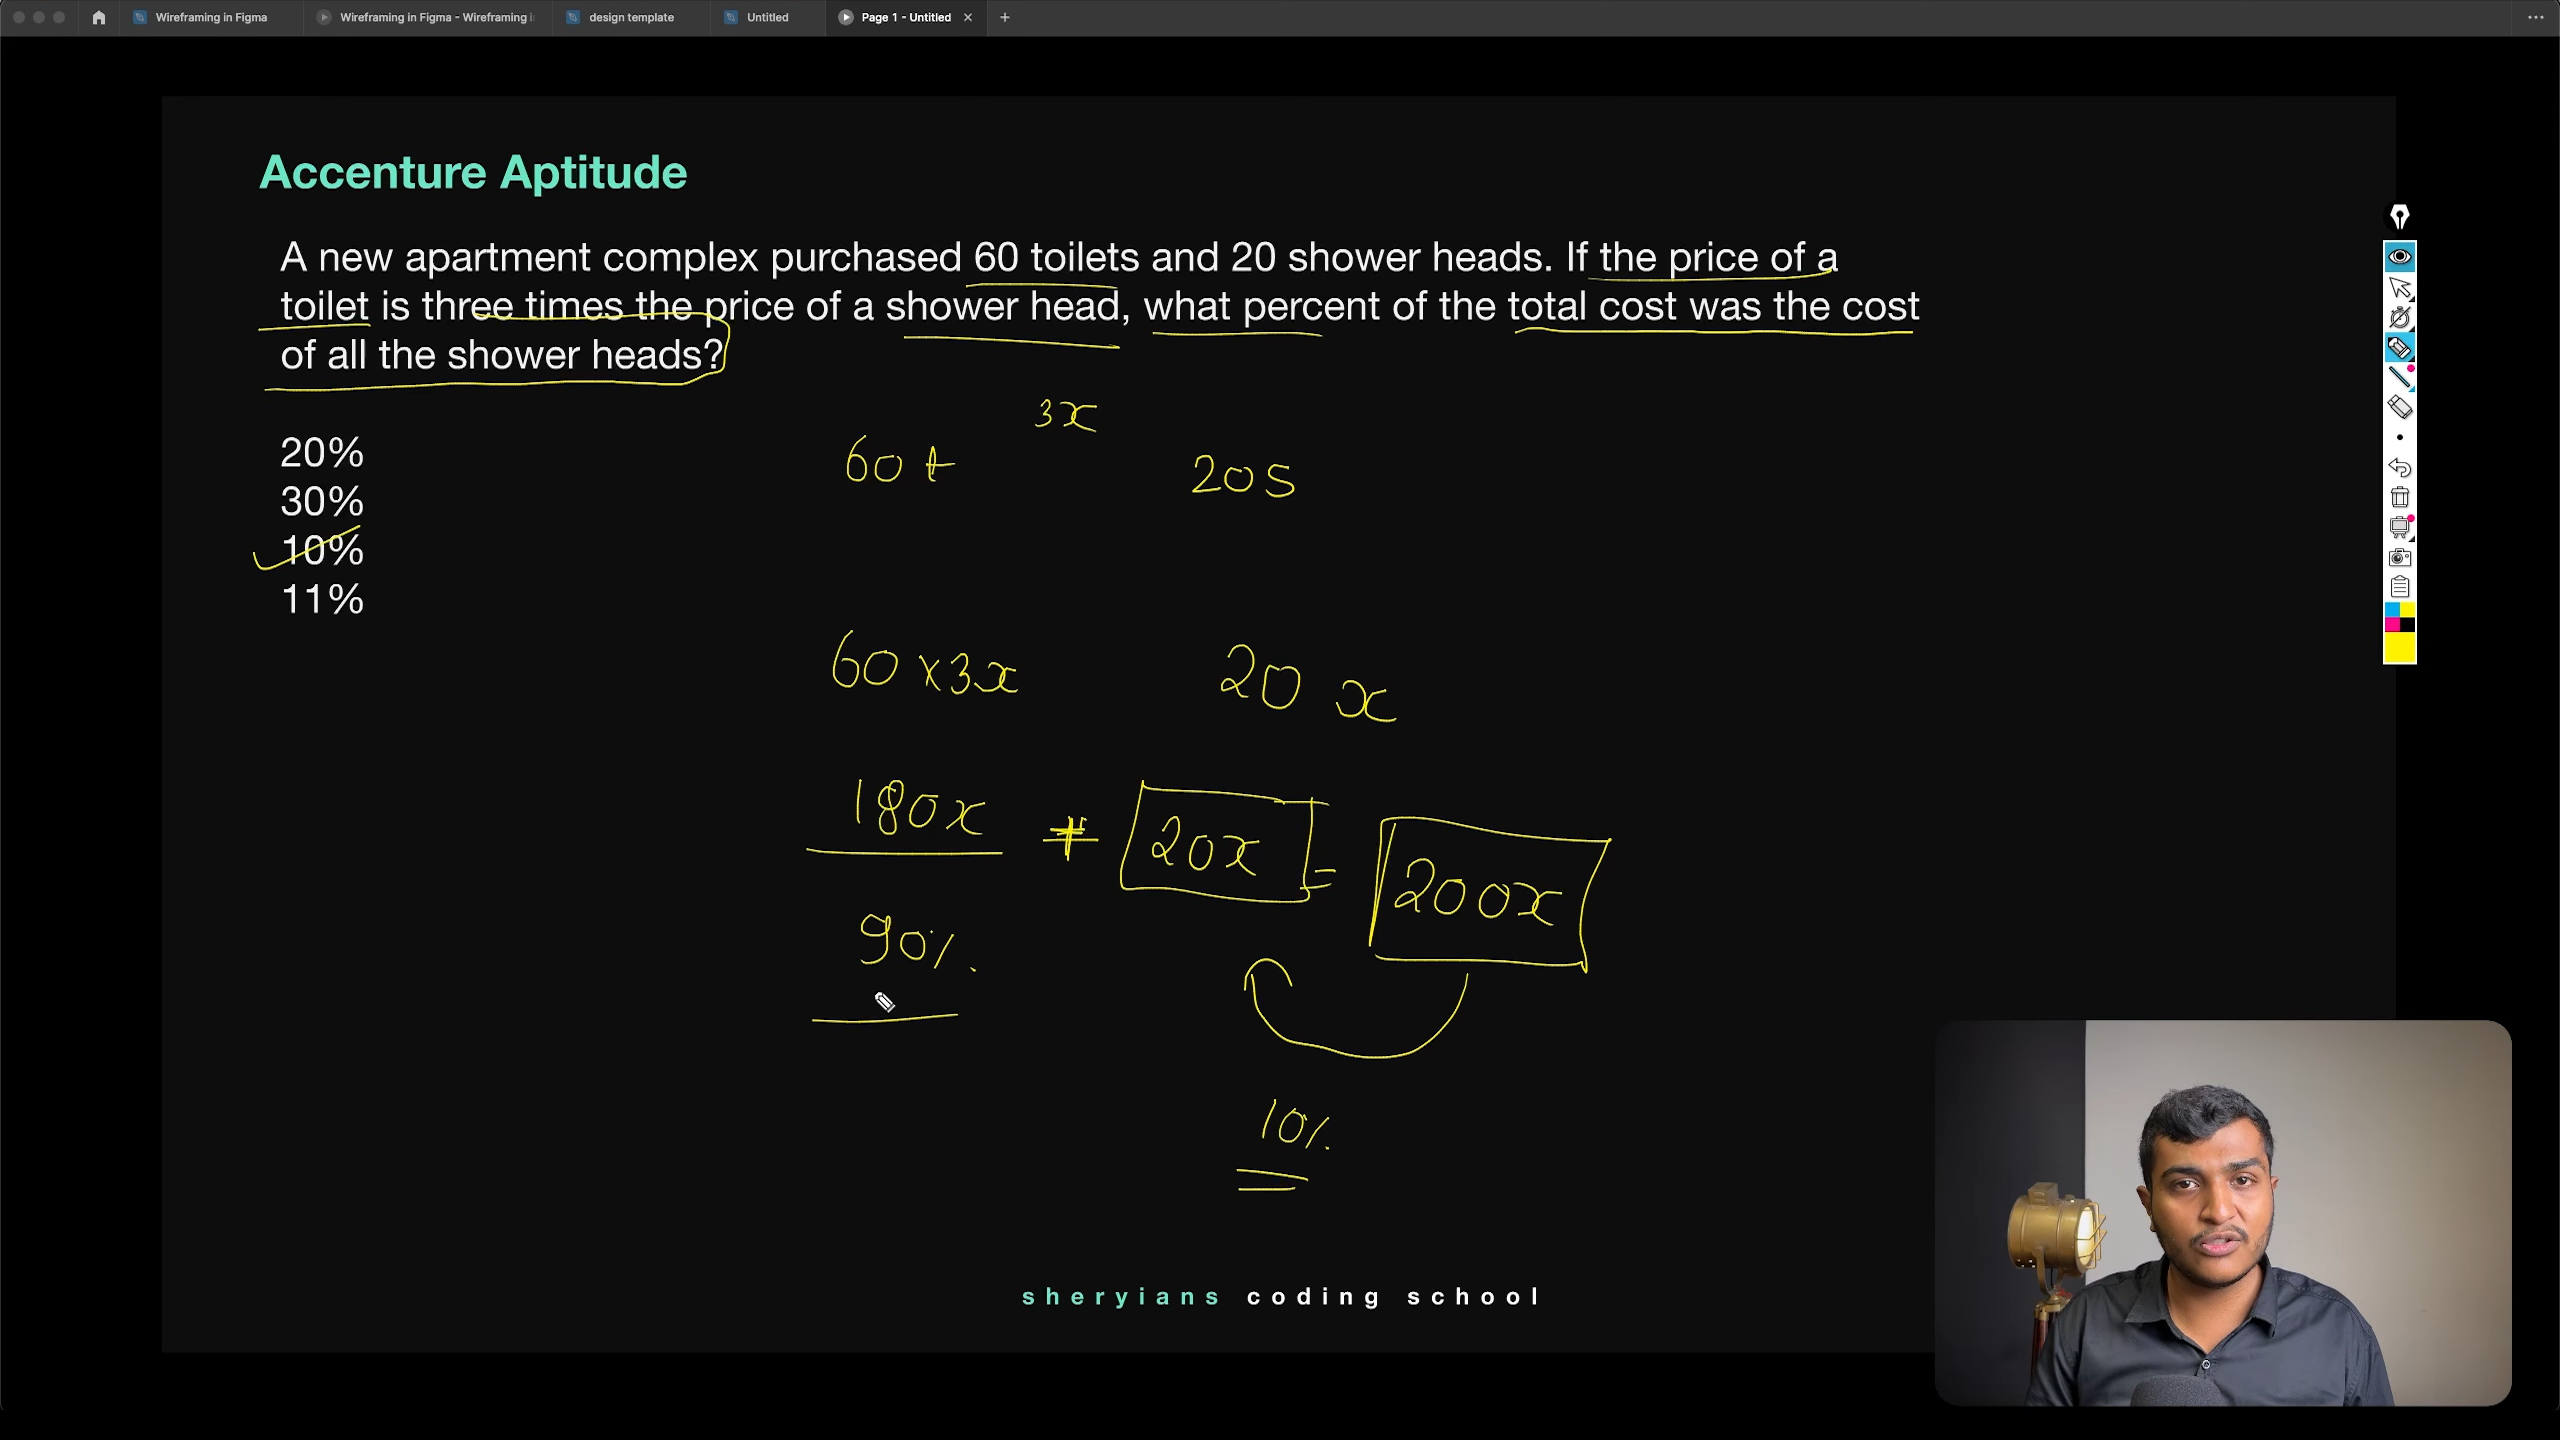 Wireframing in Figma
Wireframing in Figma - Wireframing i
design template
Untitled
Page 1 - Untitled
Accenture Aptitude
A new apartment complex purchased 60 toilets and 20 shower heads. If the price of a
toilet is three times the price of a shower head, what percent of the total cost was the cost
of all the shower heads?
3x
60 t 20 S
20%
30%
10%
11%
60 x 3x 20 x
180x + 20x = 200x
90%.
10%.
sheryians coding school